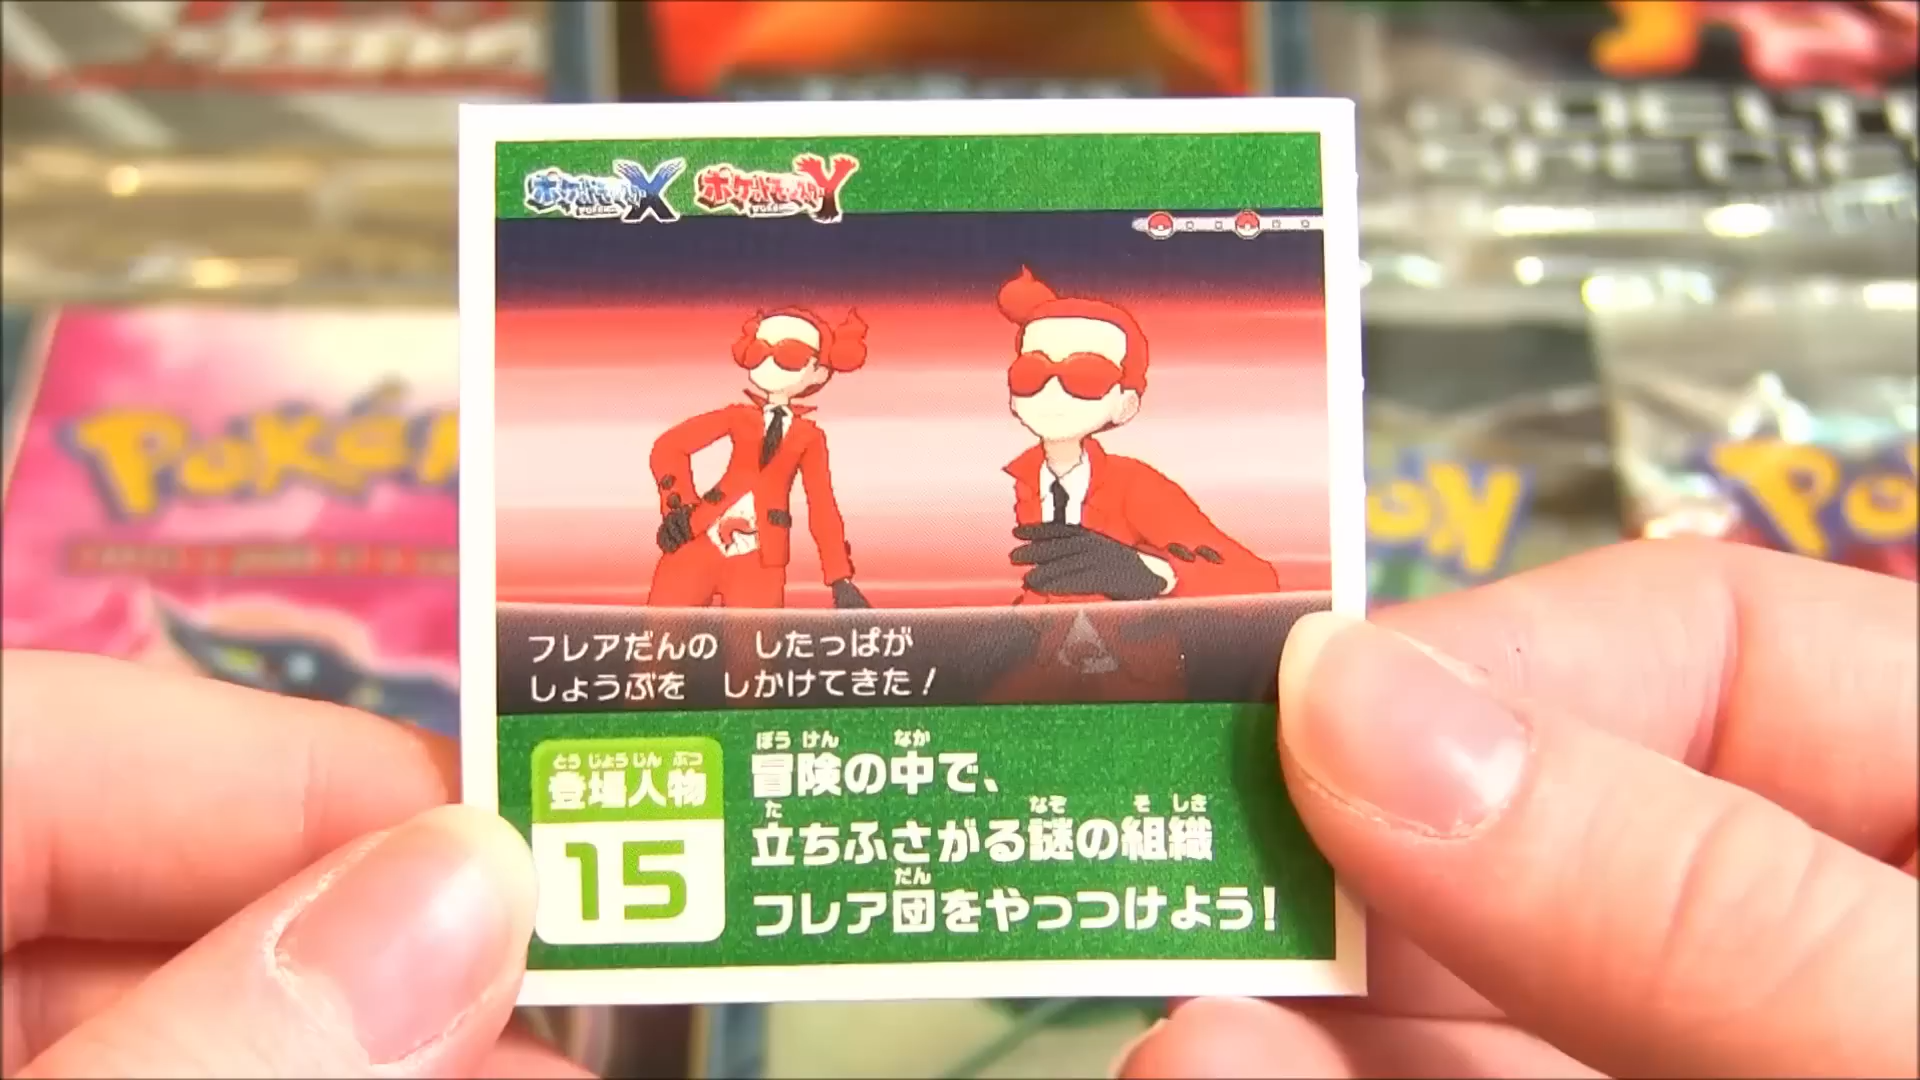 ポケットモンスターX ポケットモンスターY
フレアだんの したっぱが
しょうぶを しかけてきた！
とうじょうじんぶつ
登場人物
15
ぼうけん なか
冒険の中で、
た なぞ そしき
立ちふさがる謎の組織
だん
フレア団をやっつけよう！
POKÉM